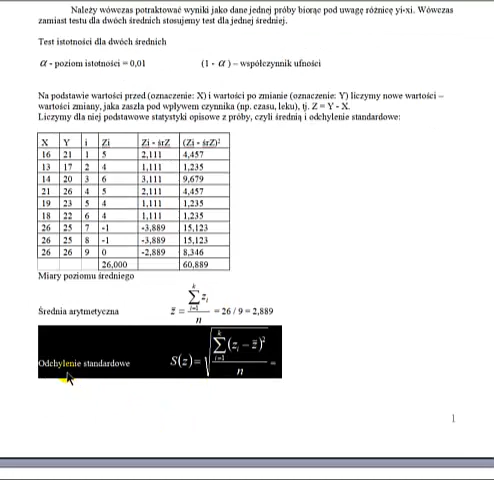 Należy wówczas potraktować wyniki jako dane jednej próby biorąc pod uwagę różnicę yi-xi. Wówczas
zamiast testu dla dwóch średnich stosujemy test dla jednej średniej.
Test istotności dla dwóch średnich
α - poziom istotności = 0,01 (1 - α ) – współczynnik ufności
Na podstawie wartości przed (oznaczenie: X) i wartości po zmianie (oznaczenie: Y) liczymy nowe wartości –
wartości zmiany, jaka zaszła pod wpływem czynnika (np. czasu, leku), tj. Z = Y - X.
Liczymy dla niej podstawowe statystyki opisowe z próby, czyli średnią i odchylenie standardowe:
X Y i Zi Zi - śrZ (Zi - śrZ)²
16 21 1 5 2,111 4,457
13 17 2 4 1,111 1,235
14 20 3 6 3,111 9,679
21 26 4 5 2,111 4,457
19 23 5 4 1,111 1,235
18 22 6 4 1,111 1,235
26 25 7 -1 -3,889 15,123
26 25 8 -1 -3,889 15,123
26 26 9 0 -2,889 8,346
26,000 60,889
Miary poziomu średniego
Średnia arytmetyczna z̄ = ∑ᵢ₌₁ᵏ zᵢ / n = 26 / 9 = 2,889
Odchylenie standardowe S(z) = √(∑ᵢ₌₁ᵏ (zᵢ - z̄)² / n) =
1